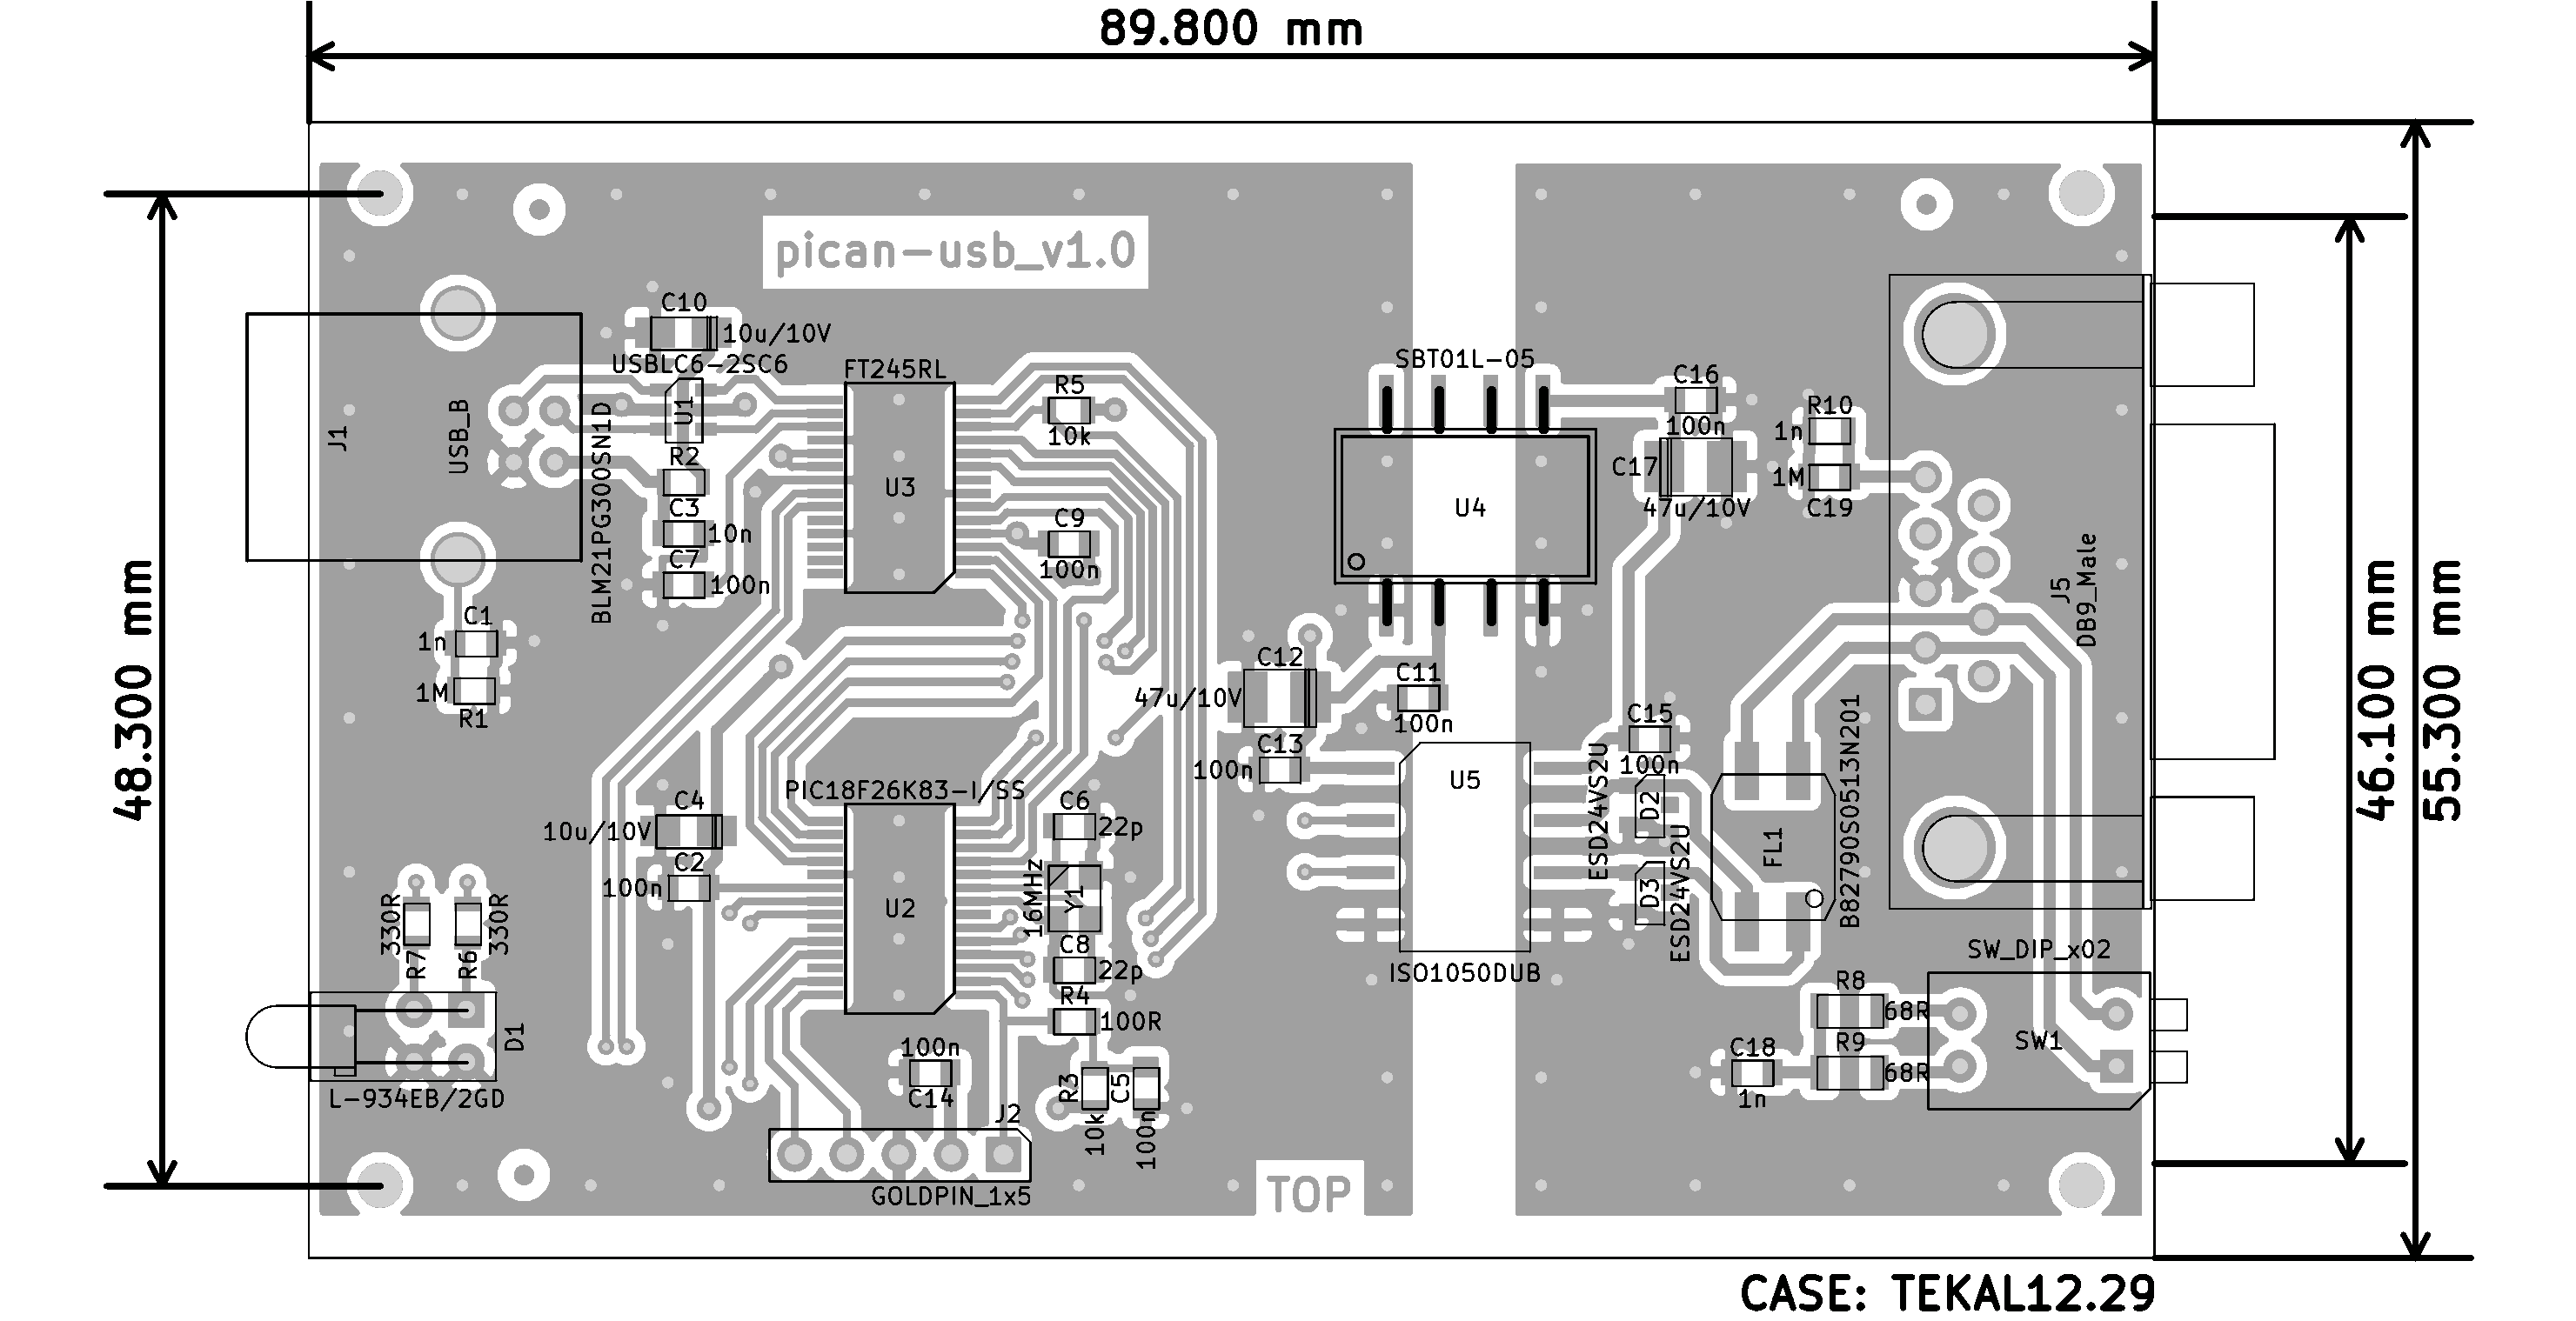 89.800 mm
pican-usb_v1.0
C10
10u/10V
USBLC6-2SC6
FT245RL
SBT01L-05
J1
USB_B
BLM21PG300SN1D
U1
R2
C3
10n
C7
100n
U3
R5
10k
C9
100n
U4
C16
100n
C17
47u/10V
R10
1n
1M
C19
J5
DB9_Male
C1
1n
1M
R1
48.300 mm
46.100 mm
55.300 mm
C12
47u/10V
C11
100n
C13
100n
C15
100n
U5
ISO1050DUB
ESD24VS2U
D2
D3
ESD24VS2U
FL1
B82790S0513N201
PIC18F26K83-I/SS
C4
10u/10V
C2
100n
U2
C6
22p
16MHz
Y1
C8
22p
R4
100R
330R
330R
R7
R6
D1
L-934EB/2GD
100n
C14
R3
10k
C5
100n
J2
GOLDPIN_1x5
SW_DIP_x02
R8
68R
R9
68R
C18
1n
SW1
TOP
CASE: TEKAL12.29